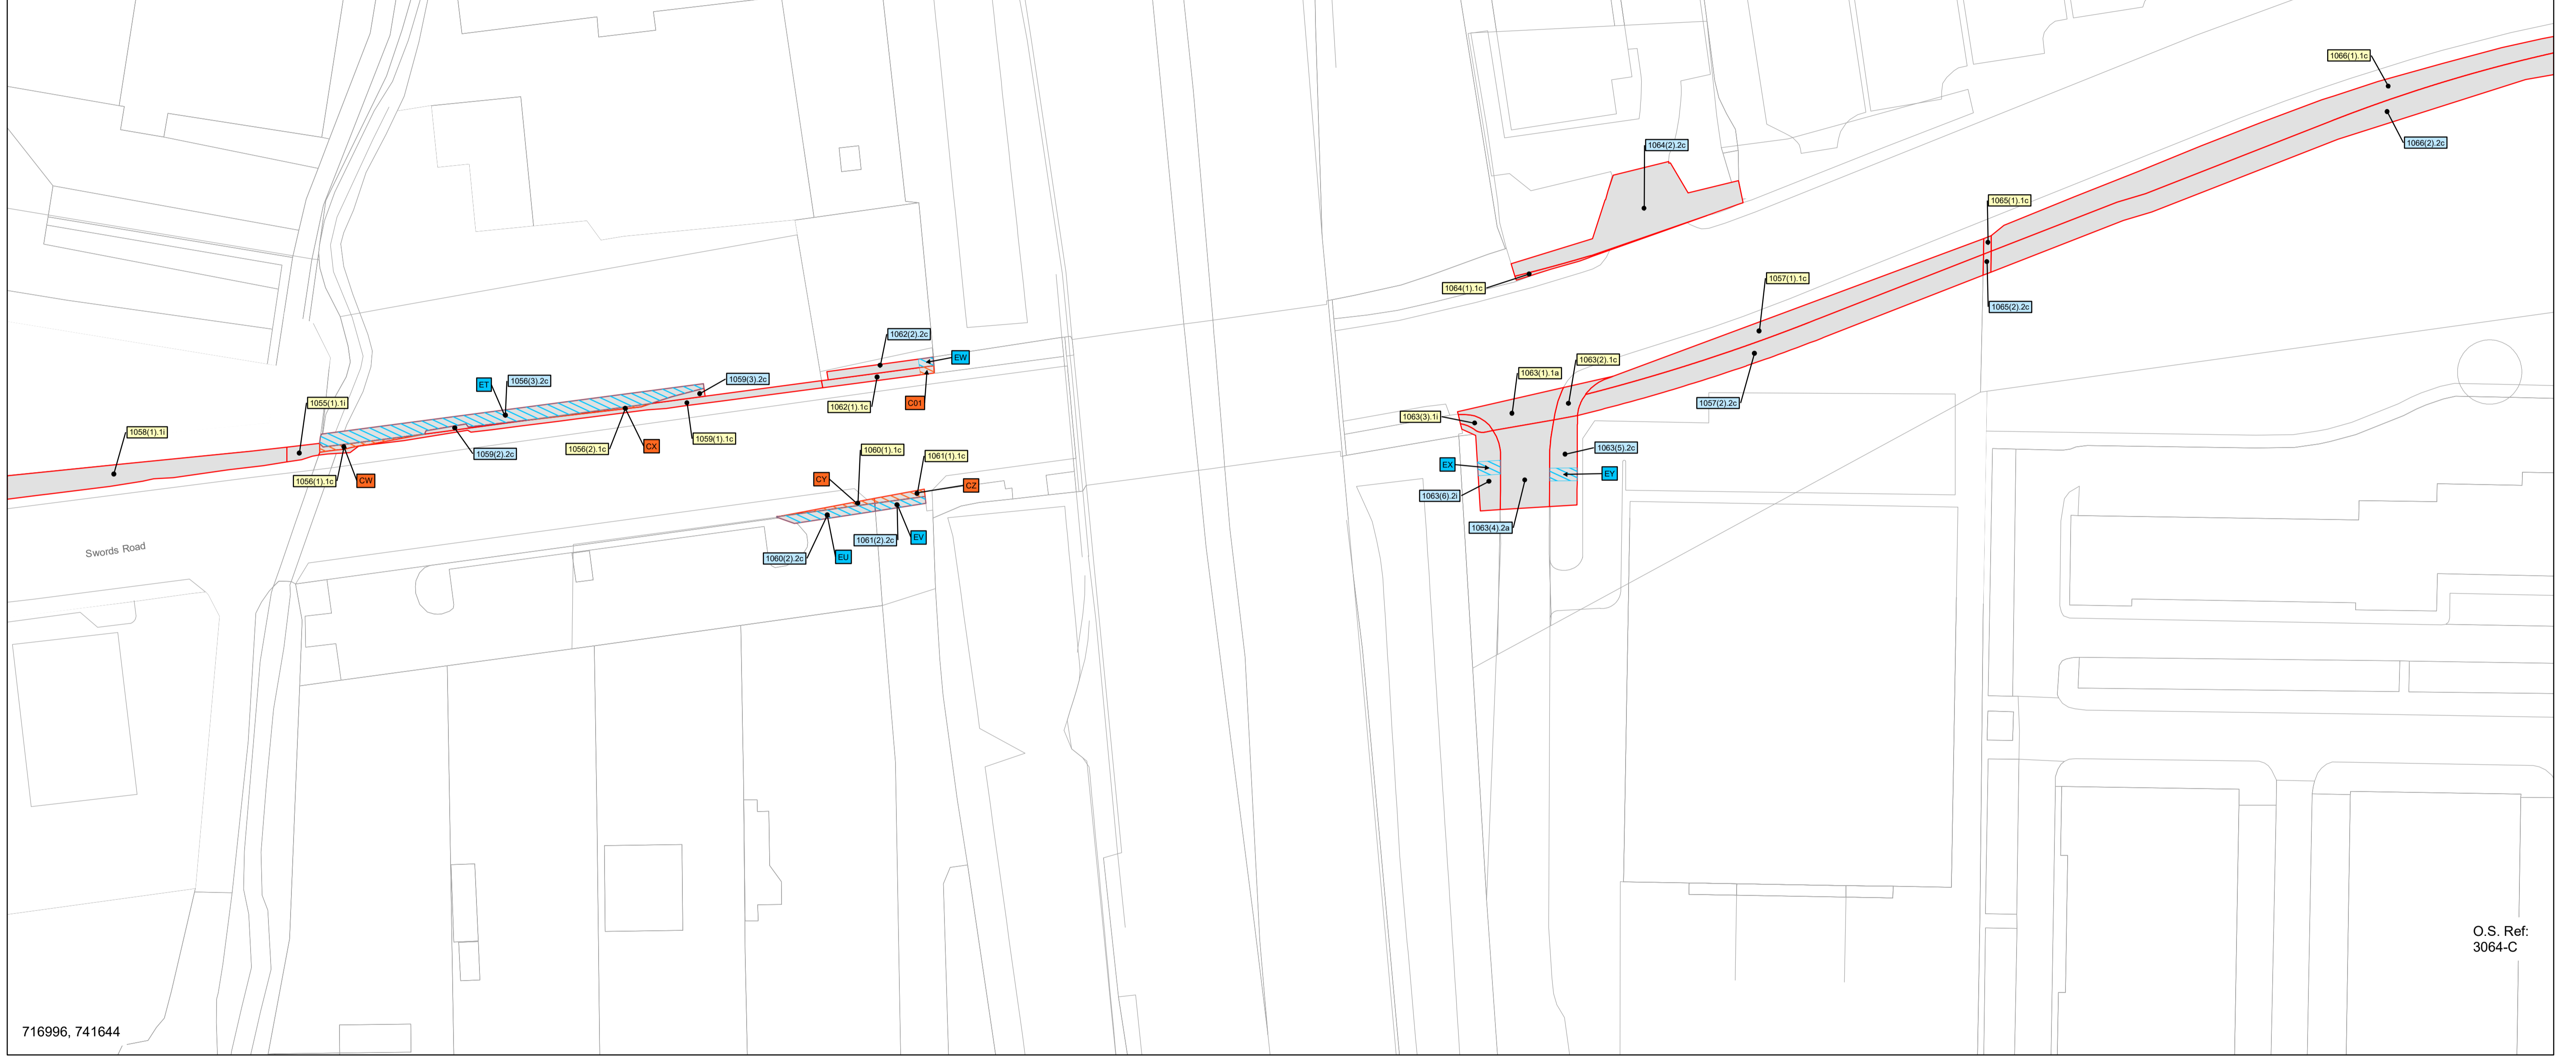 1066(1).1c
1064(2).2c
1066(2).2c
1065(1).1c
1057(1).1c
1064(1).1c
1065(2).2c
1062(2).2c
EW
1063(2).1c
1063(1).1a
ET
1056(3).2c
1059(3).2c
1055(1).1i
C01
1062(1).1c
1057(2).2c
1063(3).1i
1058(1).1i
1059(1).1c
CX
1056(2).1c
1059(2).2c
1060(1).1c
1061(1).1c
1063(5).2c
EX
EY
CY
CW
1056(1).1c
CZ
1063(6).2i
1063(4).2a
EV
1061(2).2c
Swords Road
1060(2).2c
EU
O.S. Ref:
3064-C
716996, 741644